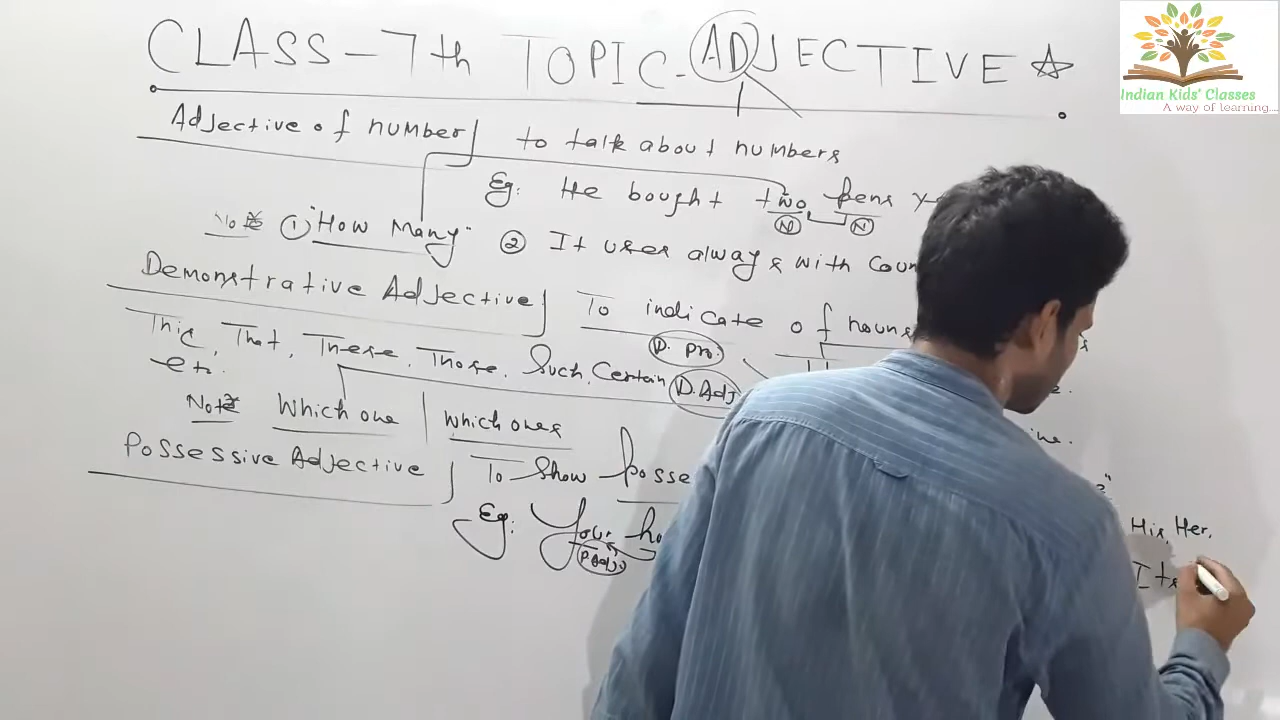 CLASS - 7th TOPIC - ADJECTIVE
Indian Kids' Classes
A way of learning....
Adjective of number to talk about numbers
Eg: He bought two pens
N N
① "How Many" ② It uses always with Coun
Demonstrative Adjective To indicate of nouns
This, That, These, Those, Such, Certain
D. Pro.
etc.
D. Adj
Note Which one which ones
Possessive Adjective To Show Posse
Eg: Your ho
P. Adj.
His, Her,
Its